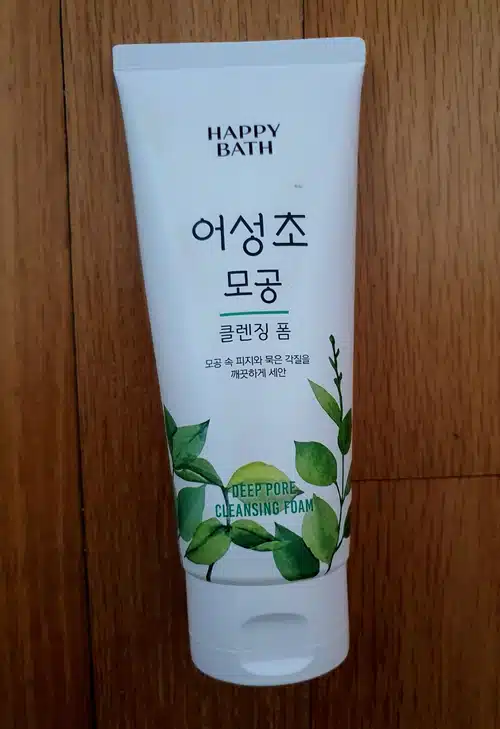 HAPPY
BATH
어성초
모공
클렌징 폼
모공 속 피지와 묵은 각질을
깨끗하게 세안
DEEP PORE
CLEANSING FOAM